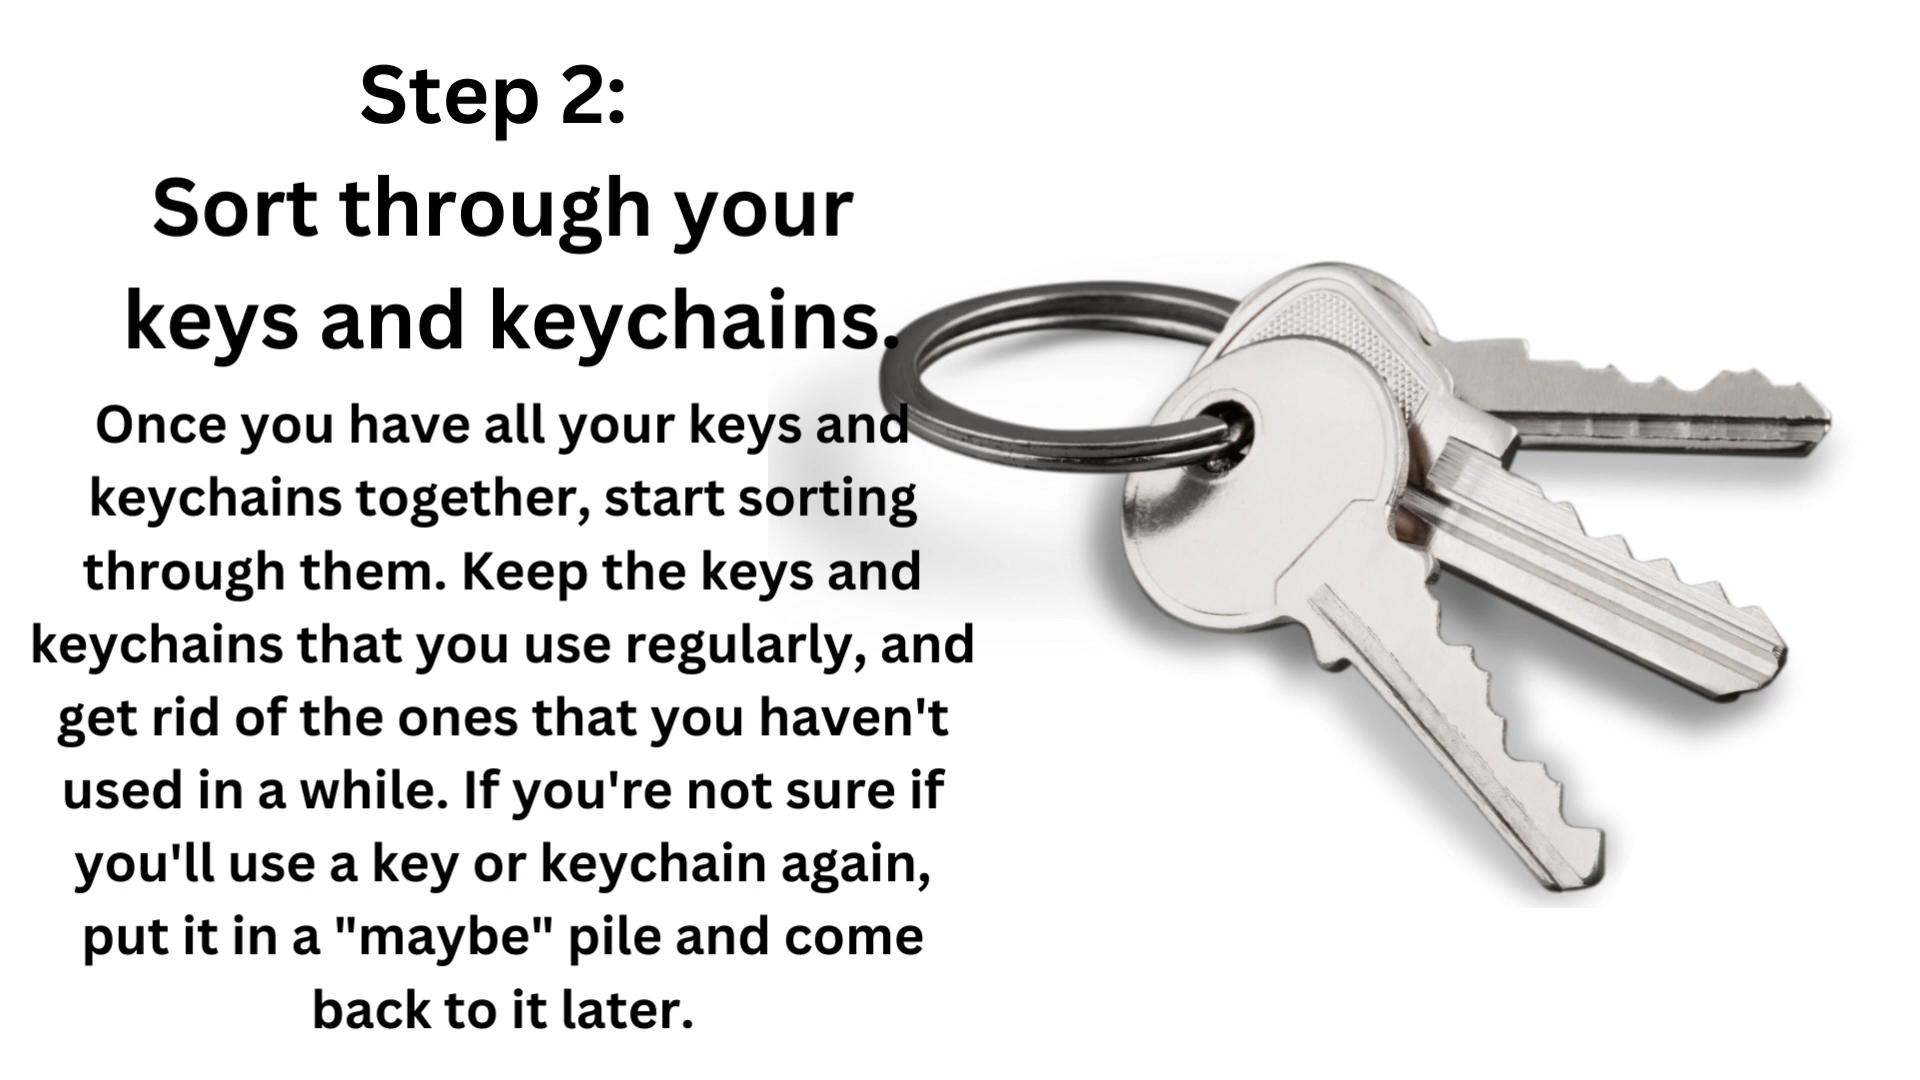 Step 2:
Sort through your
keys and keychains.
Once you have all your keys and
keychains together, start sorting
through them. Keep the keys and
keychains that you use regularly, and
get rid of the ones that you haven't
used in a while. If you're not sure if
you'll use a key or keychain again,
put it in a "maybe" pile and come
back to it later.